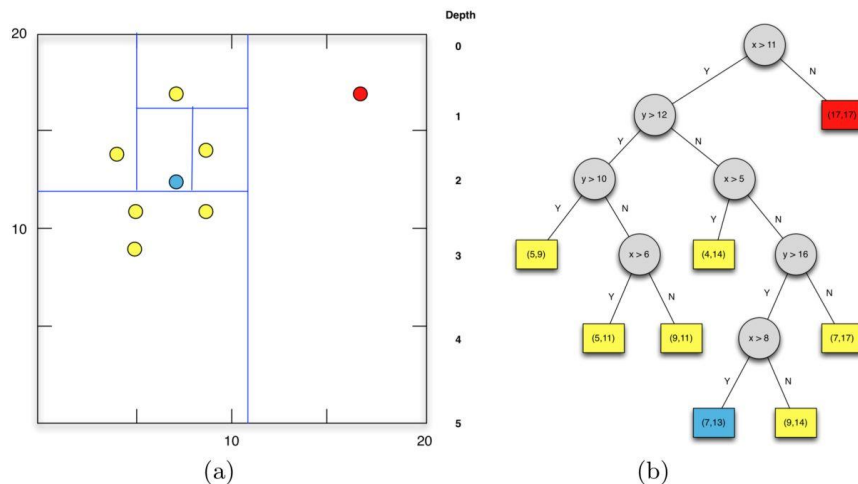 20
10
10
20
(a)
Depth
0
1
2
3
4
5
x > 11
Y
N
y > 12
(17,17)
Y
N
y > 10
x > 5
Y
N
Y
N
(5,9)
x > 6
(4,14)
y > 16
Y
N
Y
N
(5,11)
(9,11)
x > 8
(7,17)
Y
N
(7,13)
(9,14)
(b)